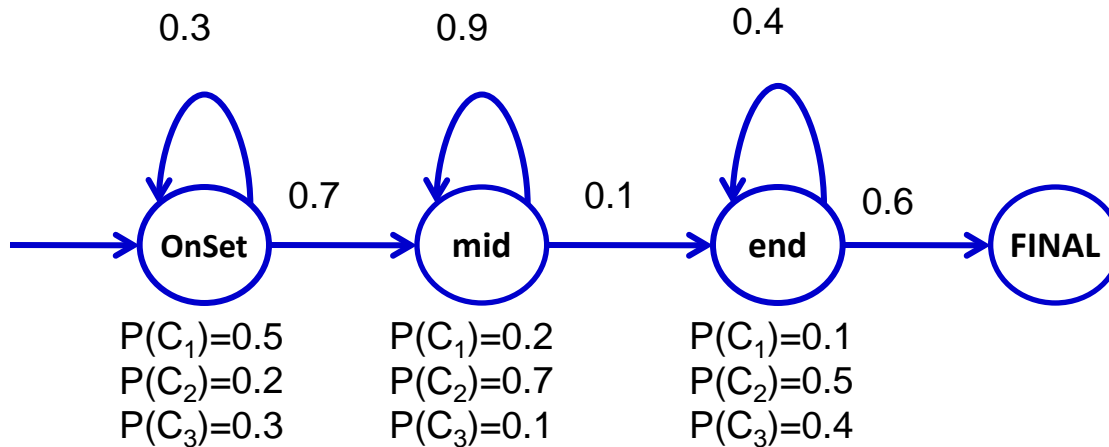 0.3 0.9 0.4
0.7 0.1 0.6
OnSet mid end FINAL
P(C₁)=0.5 P(C₁)=0.2 P(C₁)=0.1
P(C₂)=0.2 P(C₂)=0.7 P(C₂)=0.5
P(C₃)=0.3 P(C₃)=0.1 P(C₃)=0.4